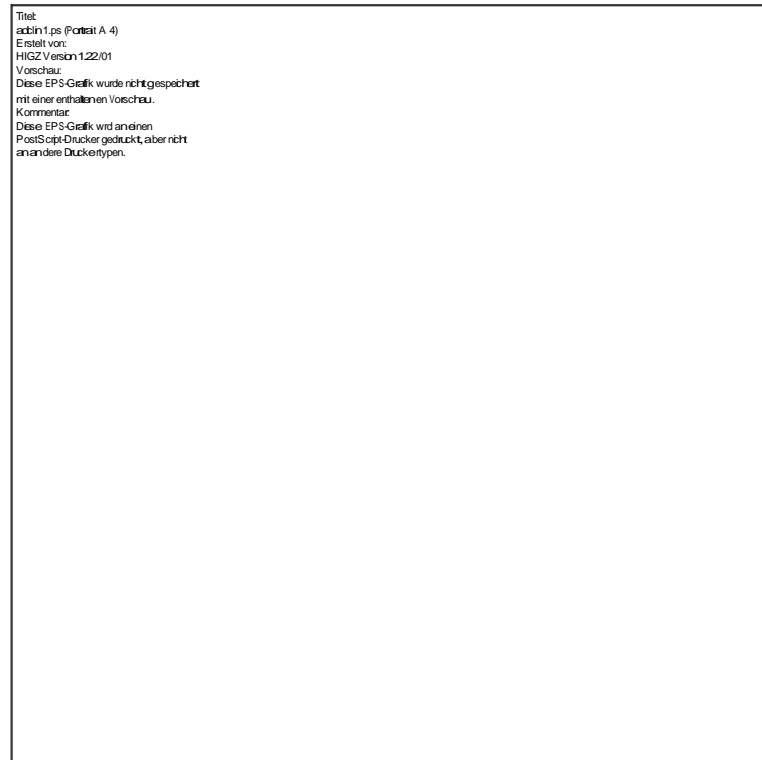 Titel:
adclin1.ps (Portrait A 4)
Erstellt von:
HIGZ Version 1.22/01
Vorschau:
Diese EPS-Grafik wurde nicht gespeichert
mit einer enthaltenen Vorschau.
Kommentar:
Diese EPS-Grafik wird an einen
PostScript-Drucker gedruckt, aber nicht
an andere Druckertypen.